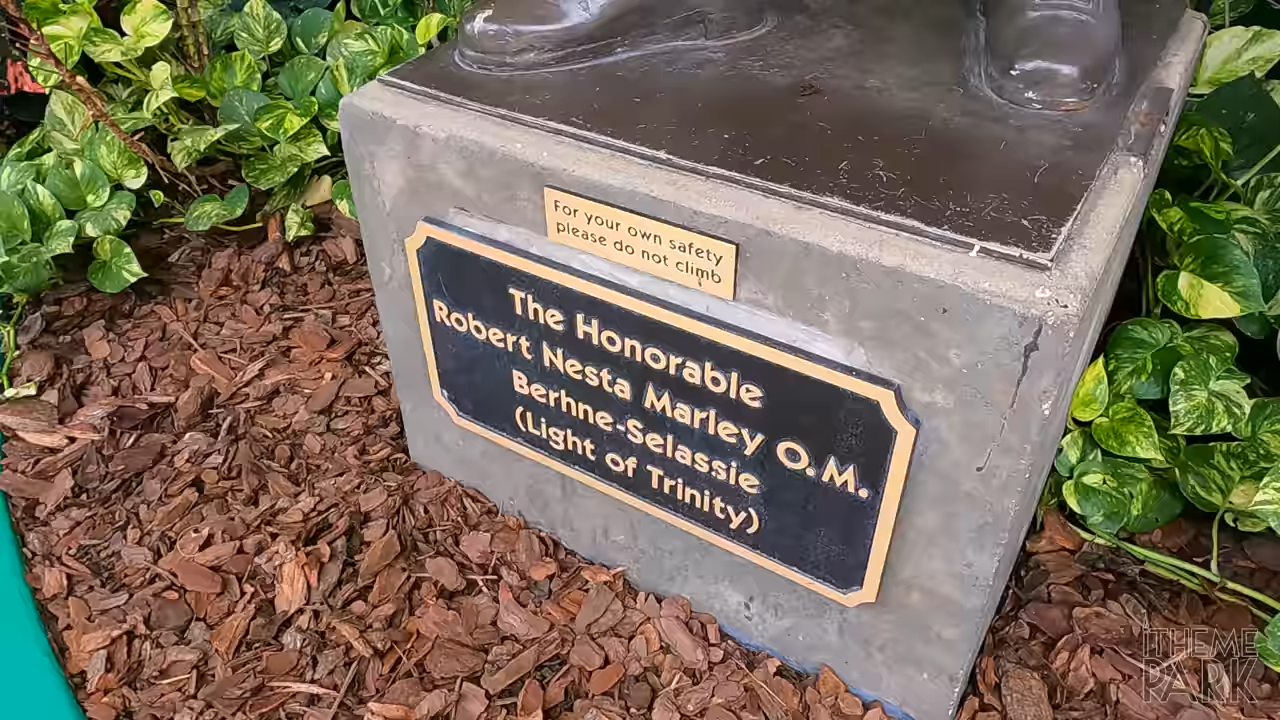 For your own safety
please do not climb
The Honorable
Robert Nesta Marley O.M.
Berhne-Selassie
(Light of Trinity)
iTHEME
PARK